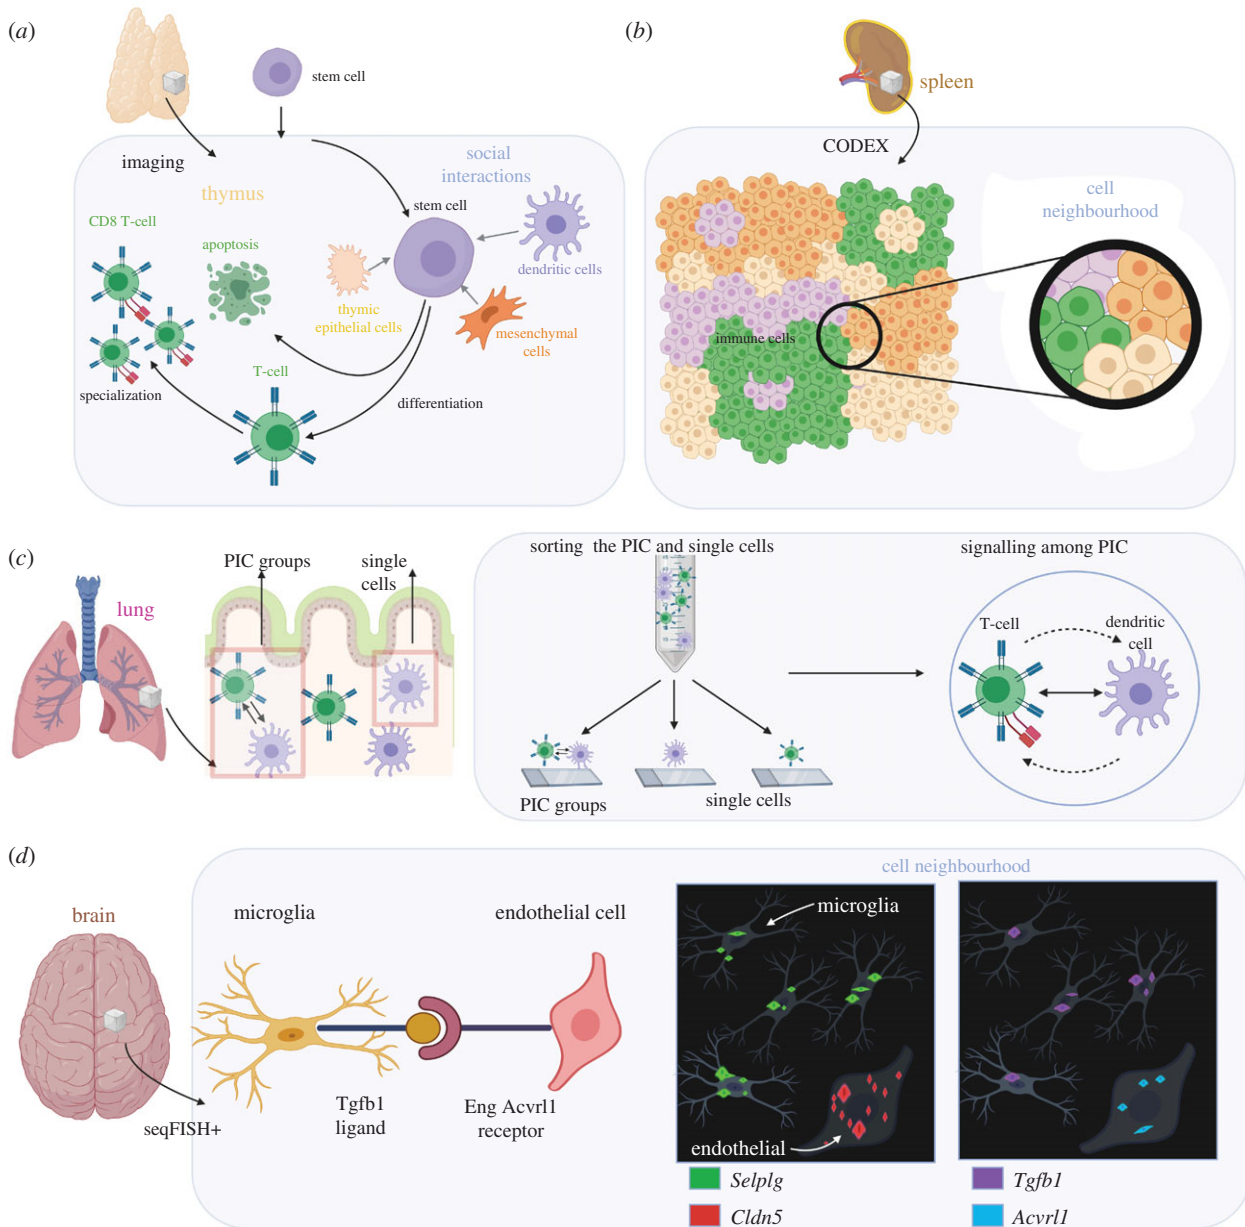 (a)
stem cell
imaging
thymus
social
interactions
stem cell
CD8 T-cell
apoptosis
dendritic cells
thymic
epithelial cells
mesenchymal
cells
T-cell
specialization
differentiation
(b)
spleen
CODEX
cell
neighbourhood
immune cells
(c)
lung
PIC groups
single
cells
sorting the PIC and single cells
PIC groups
single cells
signalling among PIC
T-cell
dendritic
cell
(d)
brain
seqFISH+
microglia
endothelial cell
Tgfb1
ligand
Eng Acvrl1
receptor
cell neighbourhood
microglia
endothelial
Selplg
Cldn5
Tgfb1
Acvrl1